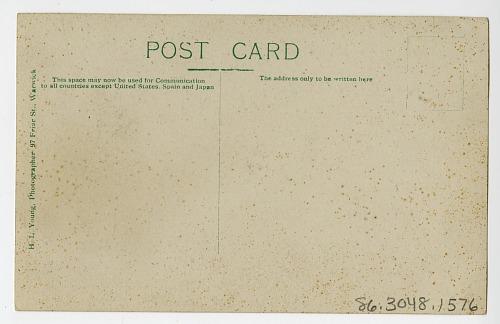 POST CARD
This space may now be used for Communication
to all countries except United States, Spain and Japan
The address only to be written here
H. L. Young, Photographer 97 Friar St., Warwick
86.3048.1576